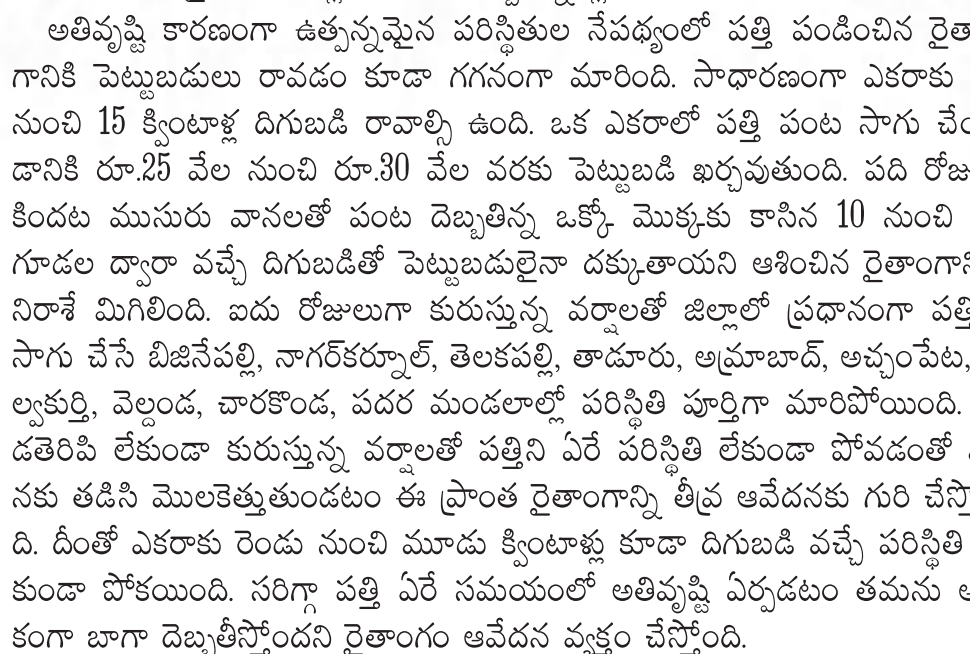 అతివృష్టి కారణంగా ఉత్పన్నమైన పరిస్థితుల నేపథ్యంలో పత్తి పండించిన రైతా
గానికి పెట్టుబడులు రావడం కూడా గగనంగా మారింది. సాధారణంగా ఎకరాకు
నుంచి 15 క్వింటాళ్ల దిగుబడి రావాల్సి ఉంది. ఒక ఎకరాలో పత్తి పంట సాగు చేం
డానికి రూ.25 వేల నుంచి రూ.30 వేల వరకు పెట్టుబడి ఖర్చవుతుంది. పది రోజు
కిందట ముసురు వానలతో పంట దెబ్బతిన్న ఒక్కో మొక్కకు కాసిన 10 నుంచి
గూడల ద్వారా వచ్చే దిగుబడితో పెట్టుబడులైనా దక్కుతాయని ఆశించిన రైతాంగాని
నిరాశే మిగిలింది. ఐదు రోజులుగా కురుస్తున్న వర్షాలతో జిల్లాలో ప్రధానంగా పత్తి
సాగు చేసే బిజినేపల్లి, నాగర్‌కర్నూల్, తెలకపల్లి, తాడూరు, అమ్రాబాద్, అచ్చంపేట,
ల్వకుర్తి, వెల్దండ, చారకొండ, పదర మండలాల్లో పరిస్థితి పూర్తిగా మారిపోయింది.
డతెరిపి లేకుండా కురుస్తున్న వర్షాలతో పత్తిని ఏరే పరిస్థితి లేకుండా పోవడంతో
నకు తడిసి మొలకెత్తుతుండటం ఈ ప్రాంత రైతాంగాన్ని తీవ్ర ఆవేదనకు గురి చేస్తో
ది. దీంతో ఎకరాకు రెండు నుంచి మూడు క్వింటాళ్లు కూడా దిగుబడి వచ్చే పరిస్థితి
కుండా పోకయింది. సరిగ్గా పత్తి ఏరే సమయంలో అతివృష్టి ఏర్పడటం తమను
కంగా బాగా దెబ్బతీస్తోందని రైతాంగం ఆవేదన వ్యక్తం చేస్తోంది.